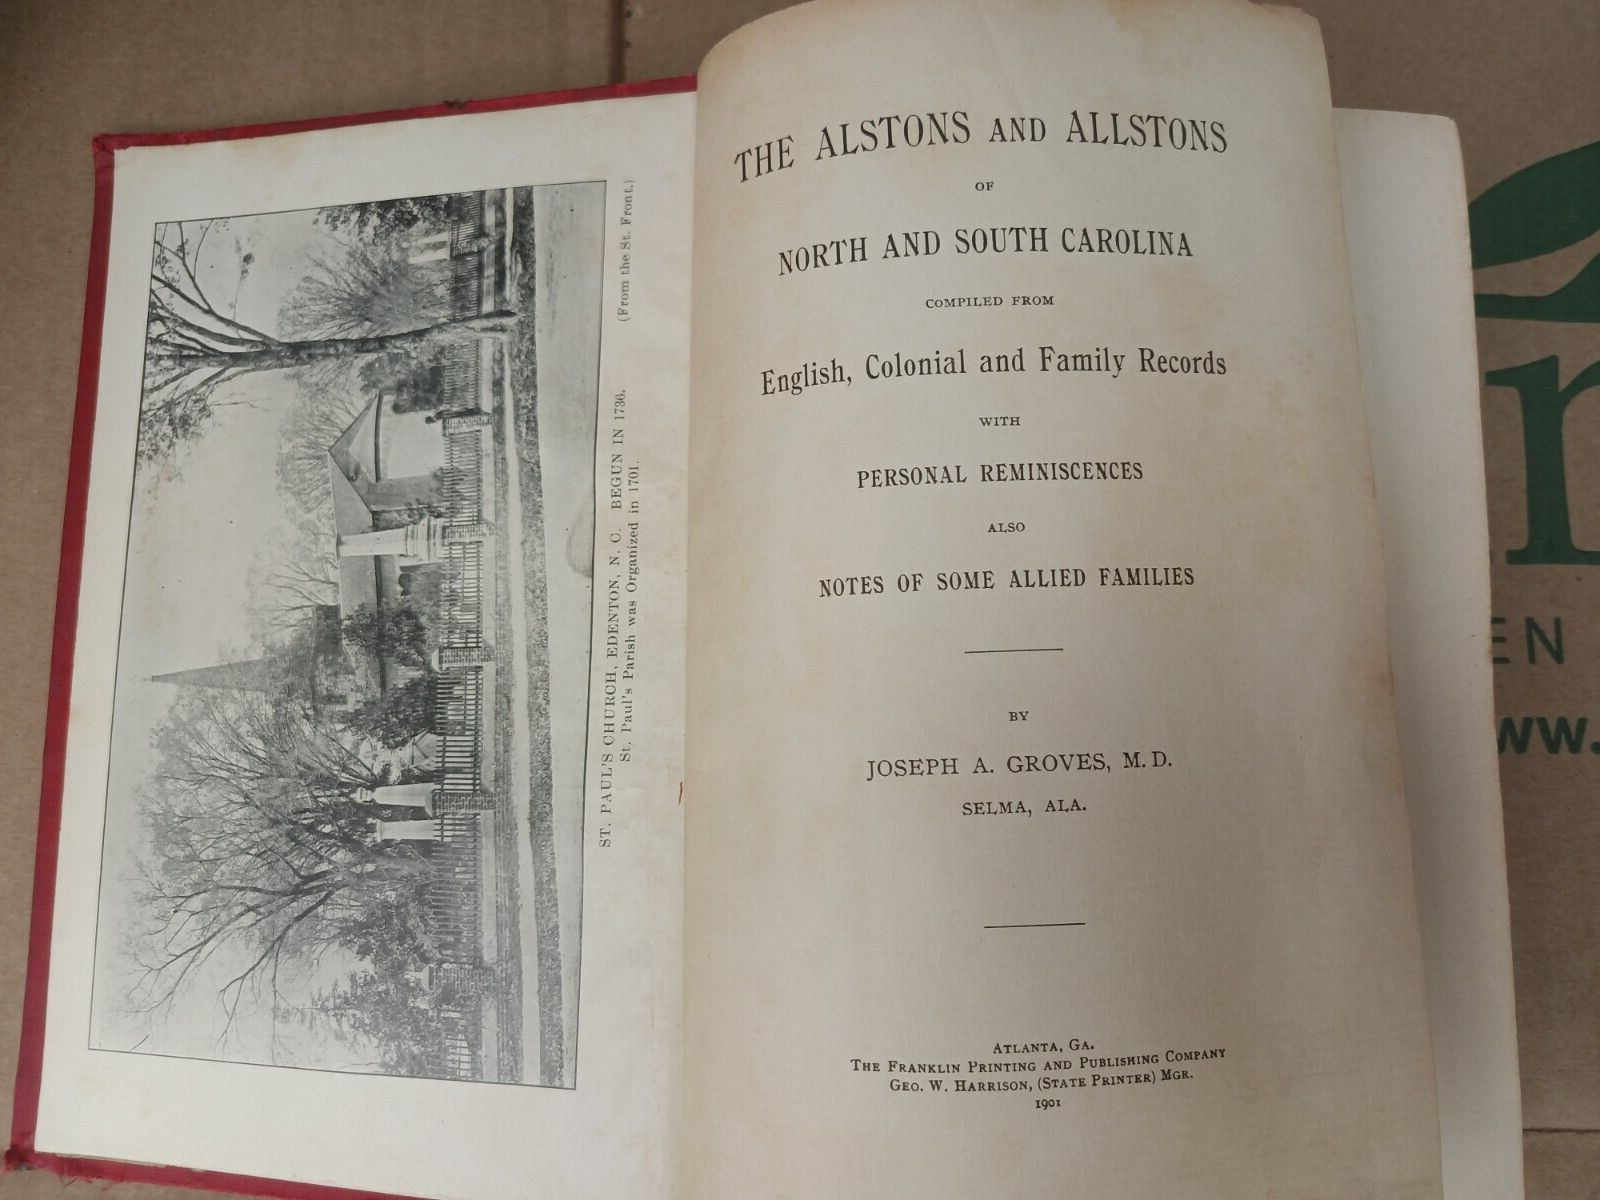 ST. PAUL'S CHURCH, EDENTON, N. C. BEGUN IN 1736. (From the St. Front.)
St. Paul's Parish was Organized in 1701.
THE ALSTONS AND ALLSTONS
OF
NORTH AND SOUTH CAROLINA
COMPILED FROM
English, Colonial and Family Records
WITH
PERSONAL REMINISCENCES
ALSO
NOTES OF SOME ALLIED FAMILIES
BY
JOSEPH A. GROVES, M. D.
SELMA, ALA.
ATLANTA, GA.
THE FRANKLIN PRINTING AND PUBLISHING COMPANY
GEO. W. HARRISON, (STATE PRINTER) MGR.
1901
EN
ww.